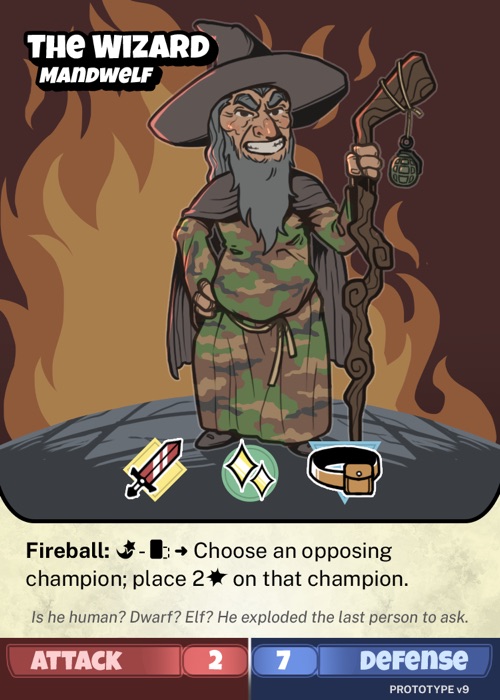 THE WIZARD
MANDWELF
Fireball: - : → Choose an opposing
champion; place 2 on that champion.
Is he human? Dwarf? Elf? He exploded the last person to ask.
ATTACK 2 7 DEFENSE
PROTOTYPE v9